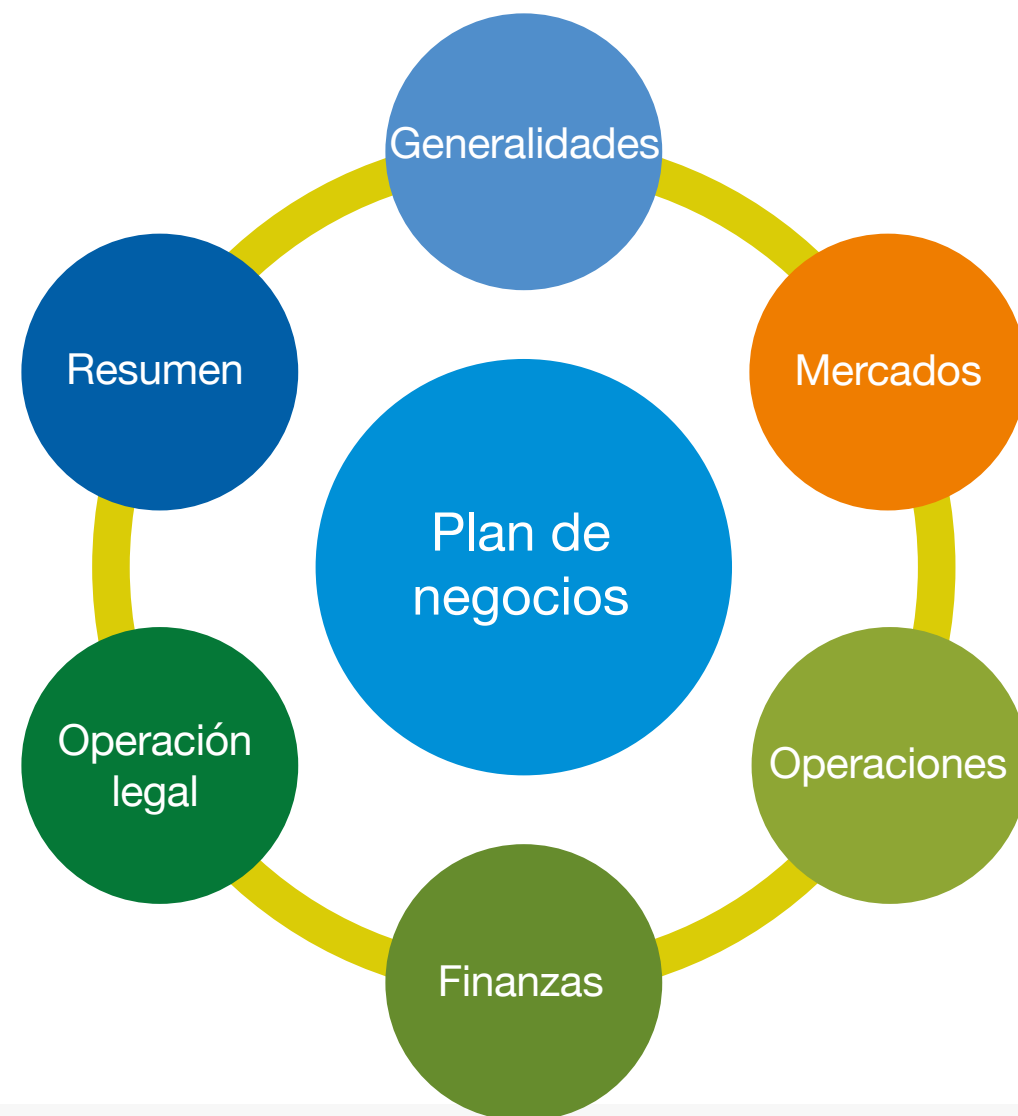 Generalidades
Resumen
Mercados
Plan de
negocios
Operación
legal
Operaciones
Finanzas